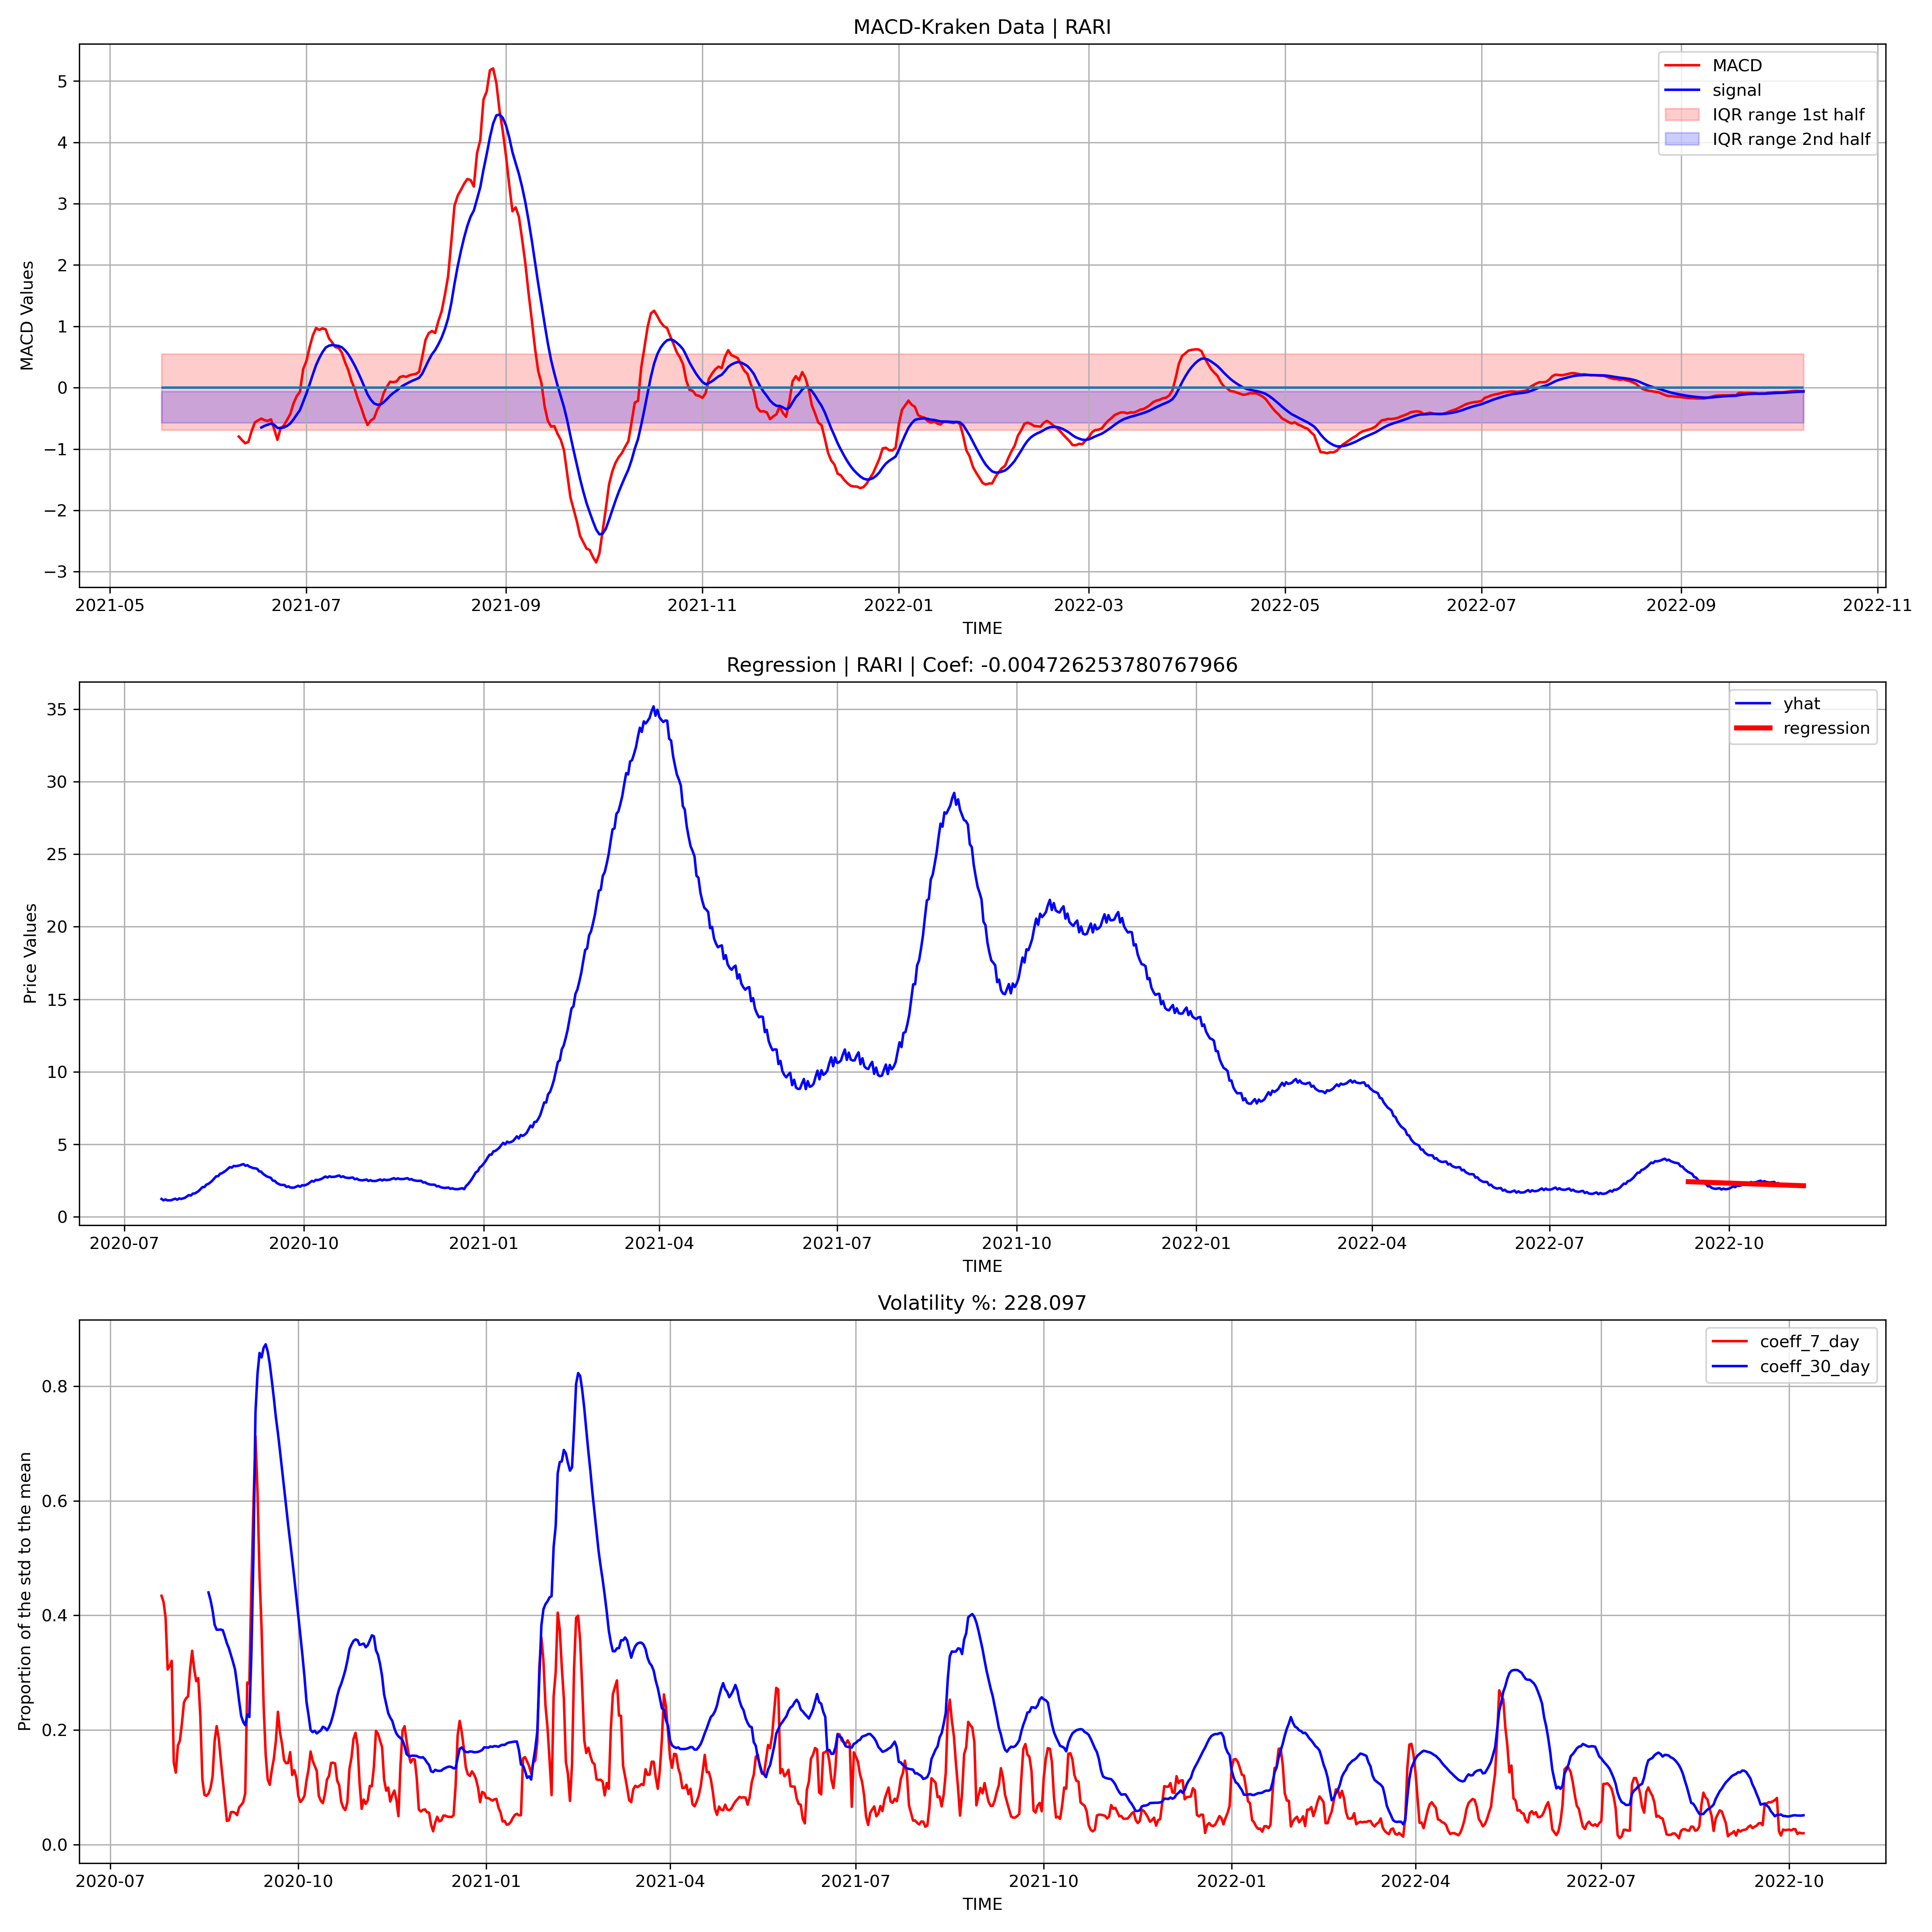 MACD-Kraken Data | RARI
MACD Values
5
4
3
2
1
0
−1
−2
−3
MACD
signal
IQR range 1st half
IQR range 2nd half
2021-05 2021-07 2021-09 2021-11 2022-01 2022-03 2022-05 2022-07 2022-09 2022-11
TIME
Regression | RARI | Coef: -0.004726253780767966
Price Values
35
30
25
20
15
10
5
0
yhat
regression
2020-07 2020-10 2021-01 2021-04 2021-07 2021-10 2022-01 2022-04 2022-07 2022-10
TIME
Volatility %: 228.097
Proportion of the std to the mean
0.8
0.6
0.4
0.2
0.0
coeff_7_day
coeff_30_day
2020-07 2020-10 2021-01 2021-04 2021-07 2021-10 2022-01 2022-04 2022-07 2022-10
TIME